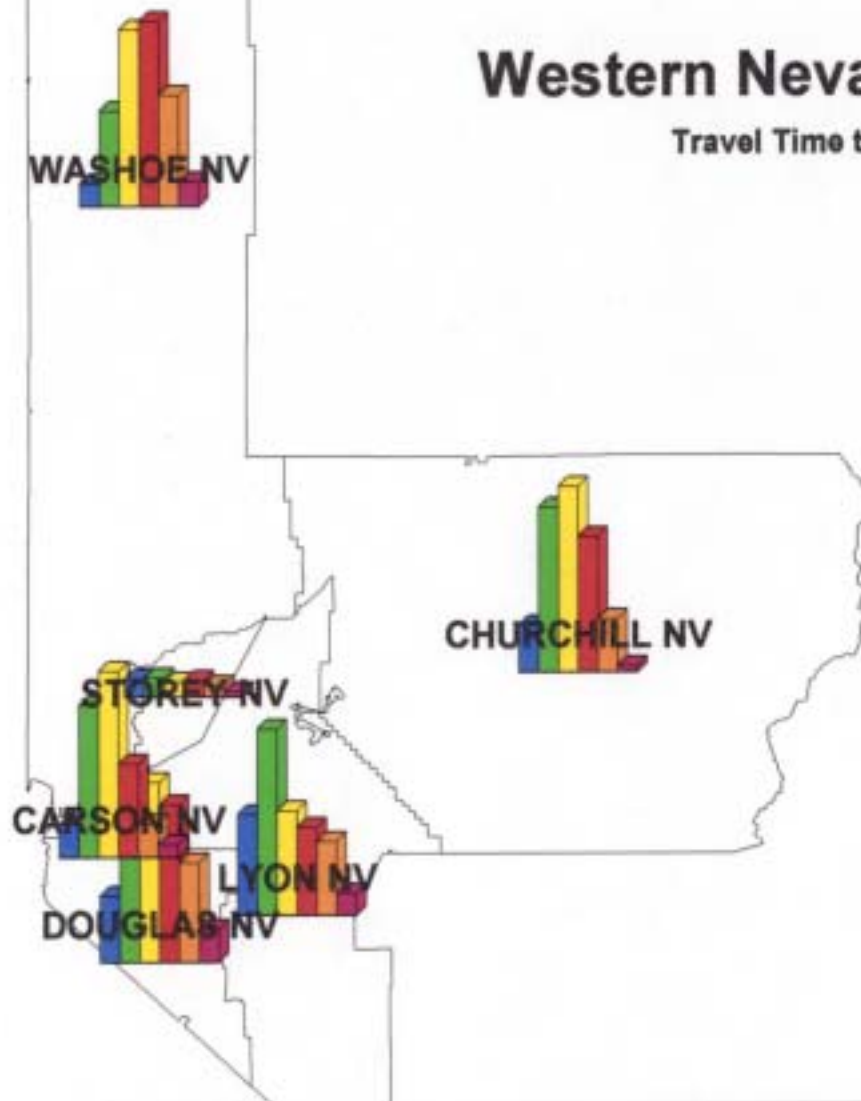 Western Neva
Travel Time t
WASHOE NV
CHURCHILL NV
STOREY NV
CARSON NV
LYON NV
DOUGLAS NV